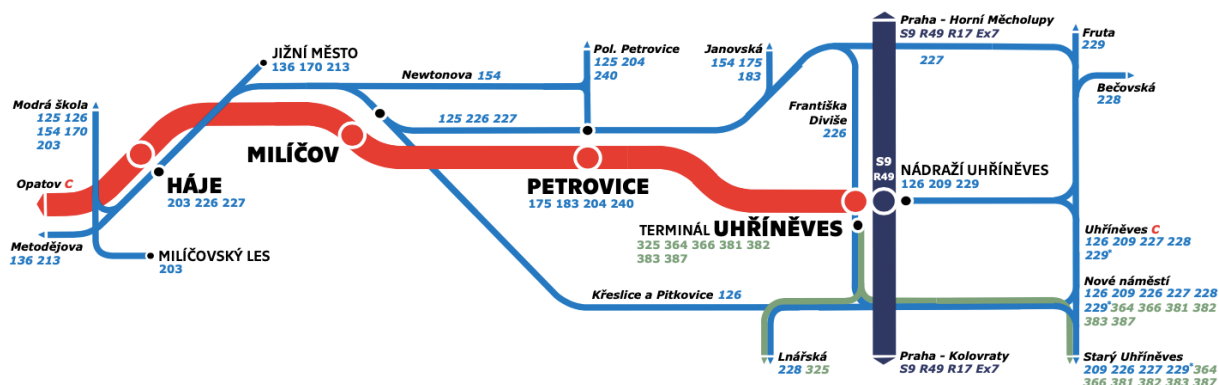 JIŽNÍ MĚSTO
136 170 213
Modrá škola
125 126
154 170
203
Opatov C
Metodějova
136 213
HÁJE
203 226 227
MILÍČOVSKÝ LES
203
MILÍČOV
Newtonova 154
Pol. Petrovice
125 204
240
125 226 227
PETROVICE
175 183 204 240
Janovská
154 175
183
Františka
Diviše
226
Praha - Horní Měcholupy
S9 R49 R17 Ex7
227
Fruta
229
Bečovská
228
S9
R49
NÁDRAŽÍ UHŘÍNĚVES
126 209 229
TERMINÁL UHŘÍNĚVES
325 364 366 381 382
383 387
Uhříněves C
126 209 227 228
229*
Křeslice a Pitkovice 126
Nové náměstí
126 209 226 227 228
229* 364 366 381 382
383 387
Lnářská
228 325
Praha - Kolovraty
S9 R49 R17 Ex7
Starý Uhříněves
209 226 227 229* 364
366 381 382 383 387